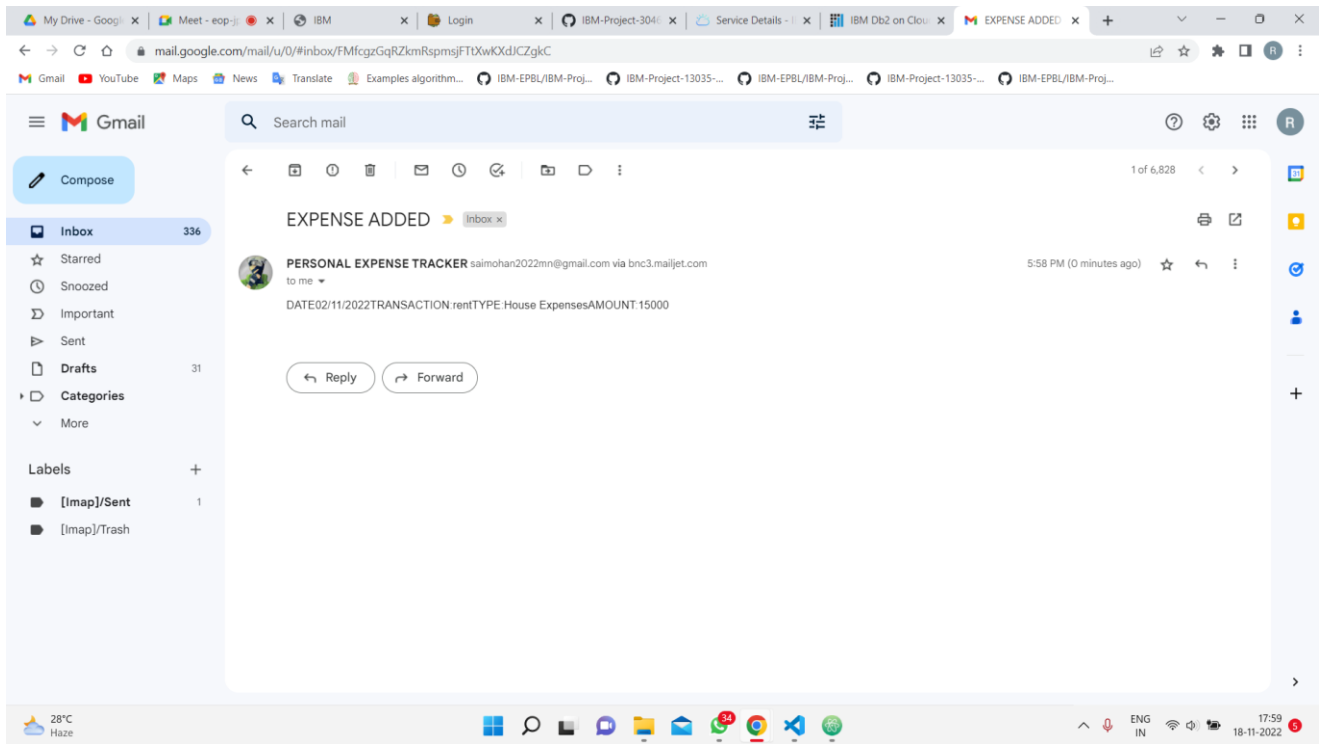 My Drive - Googl
Meet - eop-j
IBM
Login
IBM-Project-3046
Service Details - I
IBM Db2 on Clou
EXPENSE ADDED
mail.google.com/mail/u/0/#inbox/FMfcgzGqRZkmRspmsjFTtXwKXdJCZgkC
R
Gmail
YouTube
Maps
News
Translate
Examples algorithm...
IBM-EPBL/IBM-Proj...
IBM-Project-13035-...
IBM-EPBL/IBM-Proj...
IBM-Project-13035-...
IBM-EPBL/IBM-Proj...
Gmail
Search mail
R
Compose
1 of 6,828
31
EXPENSE ADDED
Inbox ×
Inbox 336
Starred
PERSONAL EXPENSE TRACKER saimohan2022mn@gmail.com via bnc3.mailjet.com
5:58 PM (0 minutes ago)
to me
Snoozed
DATE02/11/2022TRANSACTION:rentTYPE:House ExpensesAMOUNT:15000
Important
Sent
Drafts 31
Reply
Forward
Categories
More
Labels
[Imap]/Sent 1
[Imap]/Trash
28°C
Haze
34
ENG
IN
17:59
18-11-2022
5